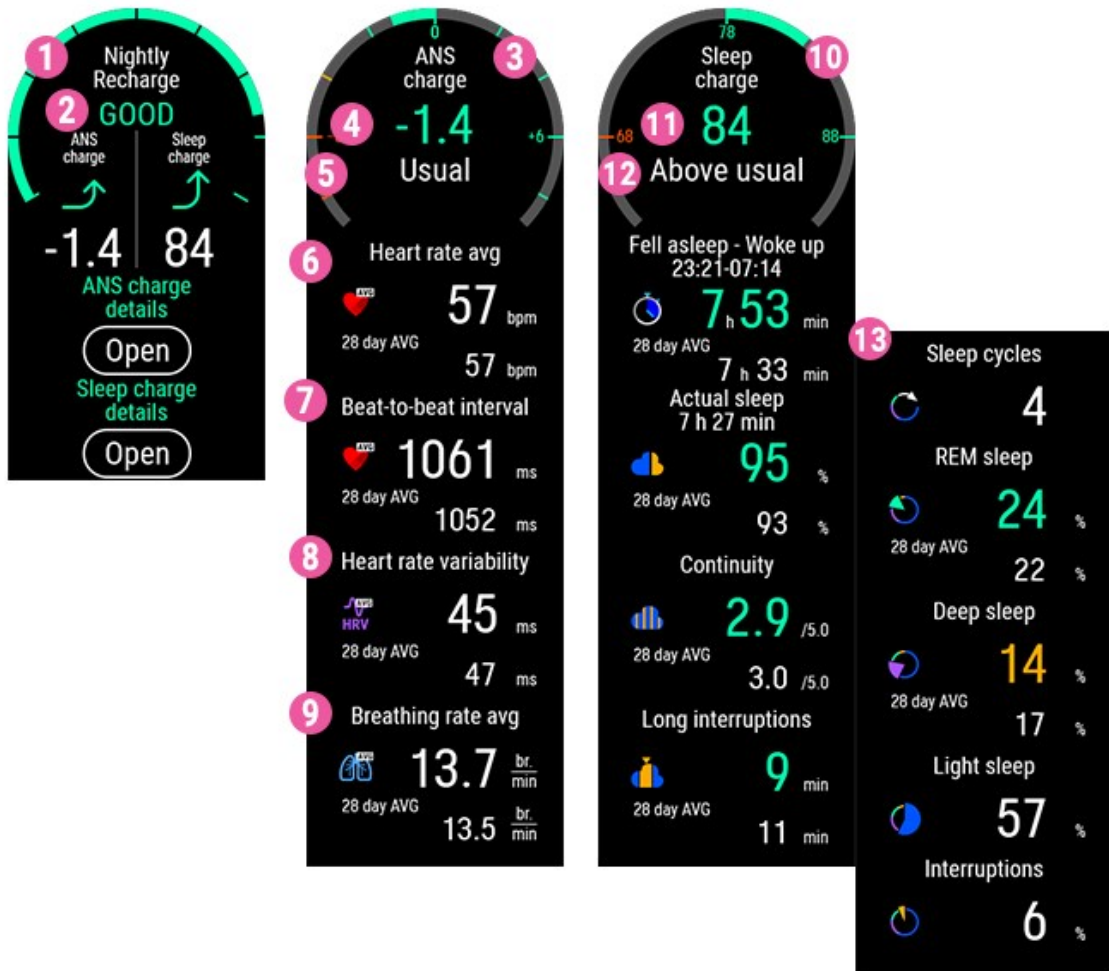 1
Nightly
Recharge
2
GOOD
ANS
charge
Sleep
charge
-1.4
84
ANS charge
details
Open
Sleep charge
details
Open
0
3
ANS
charge
4
-1.4
+6
5
Usual
6
Heart rate avg
AVG
57 bpm
28 day AVG
57 bpm
7
Beat-to-beat interval
AVG
1061 ms
28 day AVG
1052 ms
8
Heart rate variability
AVG
HRV
45 ms
28 day AVG
47 ms
9
Breathing rate avg
AVG
13.7 br.
min
28 day AVG
13.5 br.
min
78
10
Sleep
charge
68
11
84
88
12
Above usual
Fell asleep - Woke up
23:21-07:14
7 h 53 min
28 day AVG
7 h 33 min
Actual sleep
7 h 27 min
95 %
28 day AVG
93 %
Continuity
2.9 /5.0
28 day AVG
3.0 /5.0
Long interruptions
9 min
28 day AVG
11 min
13
Sleep cycles
4
REM sleep
24 %
28 day AVG
22 %
Deep sleep
14 %
28 day AVG
17 %
Light sleep
57 %
Interruptions
6 %